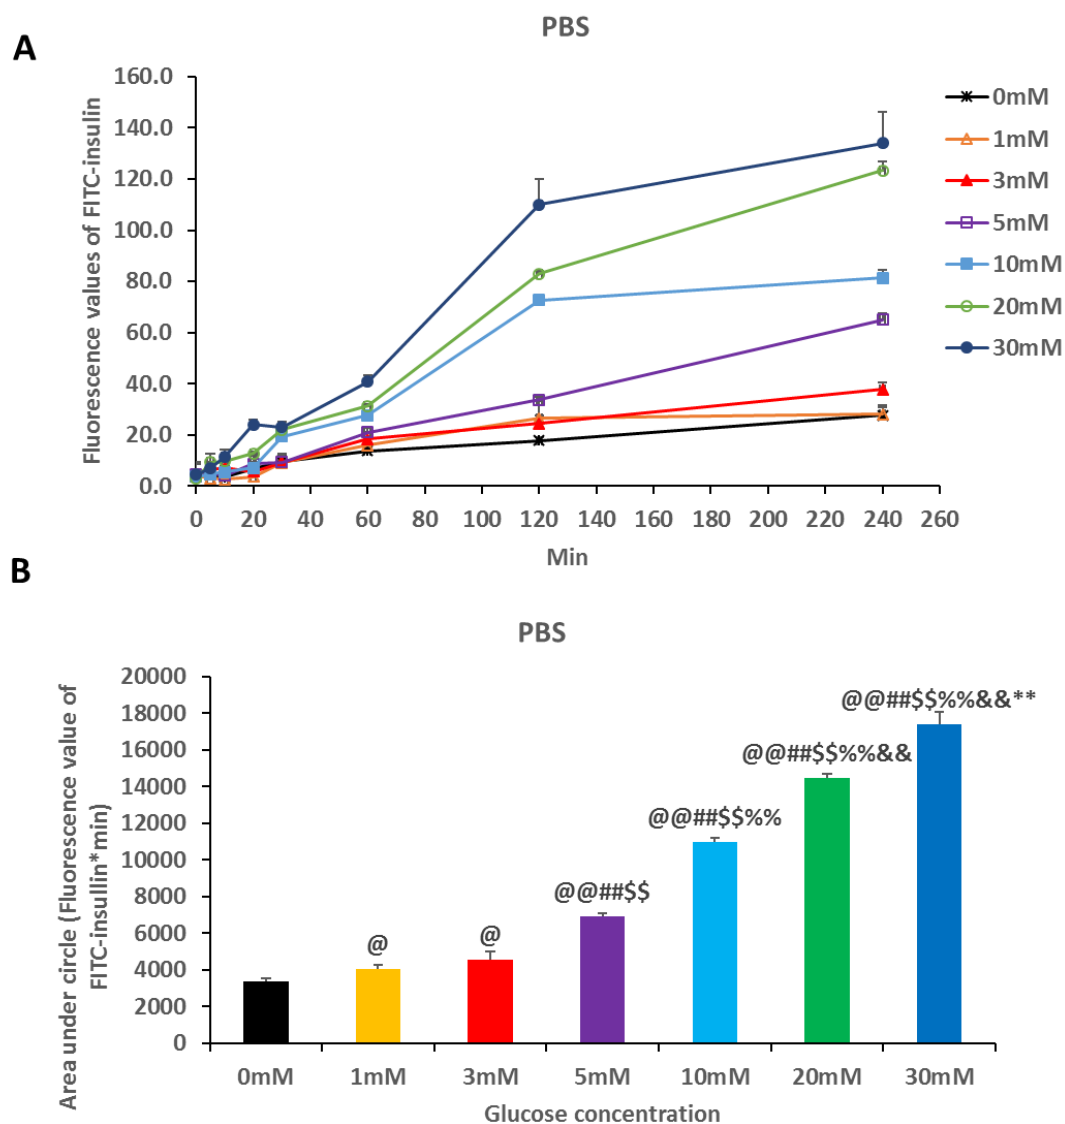 A
PBS
Fluorescence values of FITC-insulin
160.0
140.0
120.0
100.0
80.0
60.0
40.0
20.0
0.0
0 20 40 60 80 100 120 140 160 180 200 220 240 260
Min
0mM
1mM
3mM
5mM
10mM
20mM
30mM
B
PBS
Area under circle (Fluorescence value of
FITC-insullin*min)
20000
18000
16000
14000
12000
10000
8000
6000
4000
2000
0
@
@
@@##$$
@@##$$%%
@@##$$%%&&
@@##$$%%&&**
0mM 1mM 3mM 5mM 10mM 20mM 30mM
Glucose concentration